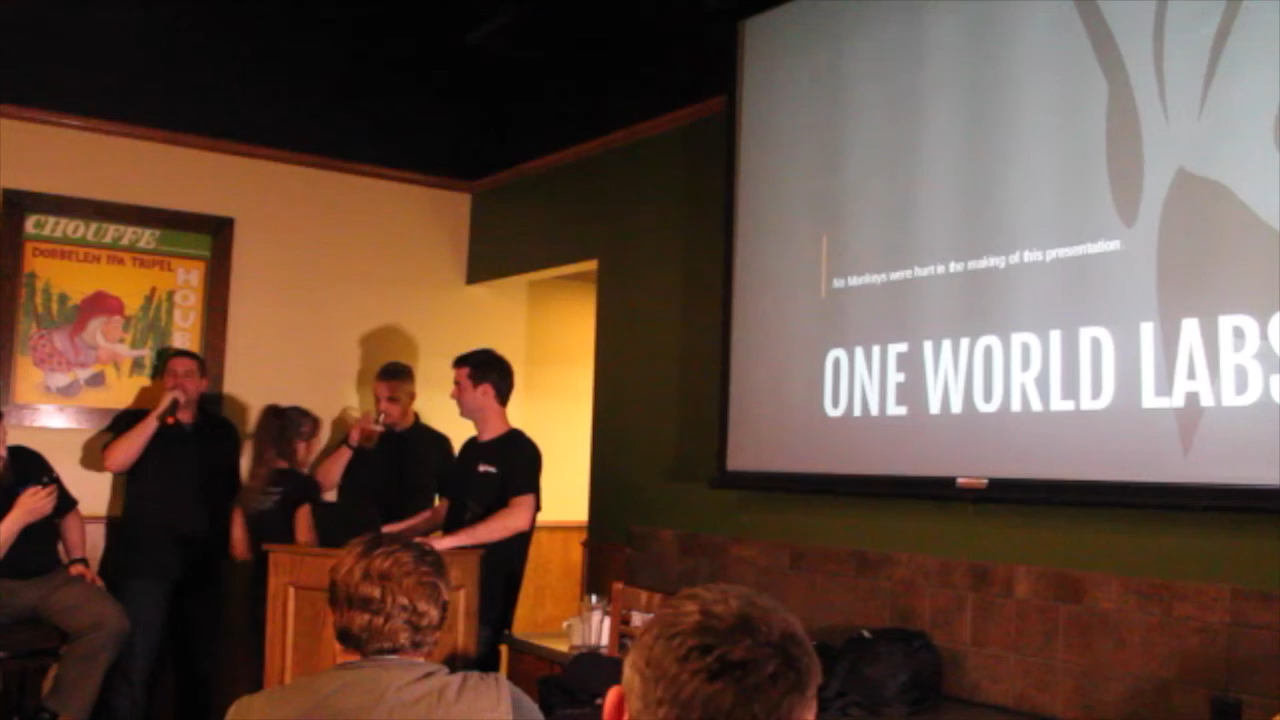 CHOUFFE
DOBBELEN IPA TRIPEL
HOUB
No Monkeys were hurt in the making of this presentation.
ONE WORLD LABS